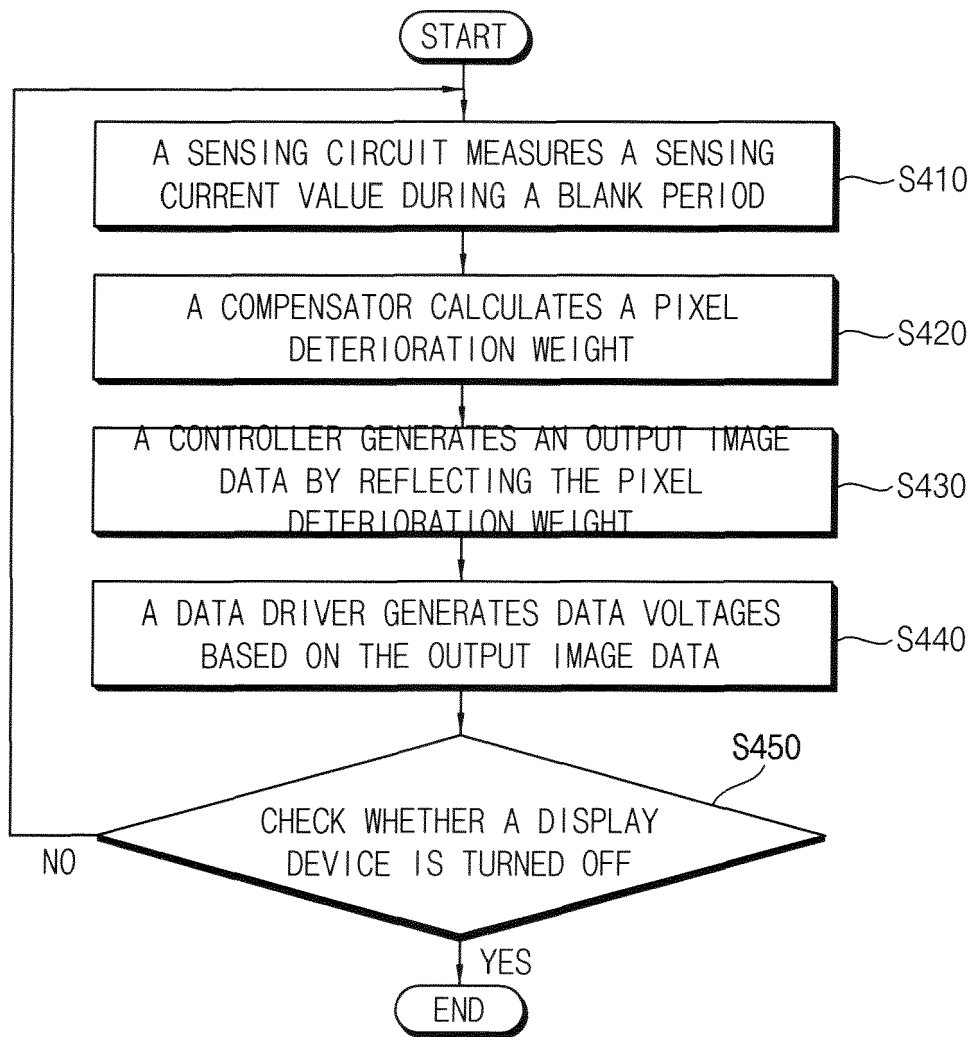 START
A SENSING CIRCUIT MEASURES A SENSING
CURRENT VALUE DURING A BLANK PERIOD
S410
A COMPENSATOR CALCULATES A PIXEL
DETERIORATION WEIGHT
S420
A CONTROLLER GENERATES AN OUTPUT IMAGE
DATA BY REFLECTING THE PIXEL
DETERIORATION WEIGHT
S430
A DATA DRIVER GENERATES DATA VOLTAGES
BASED ON THE OUTPUT IMAGE DATA
S440
S450
CHECK WHETHER A DISPLAY
DEVICE IS TURNED OFF
NO
YES
END